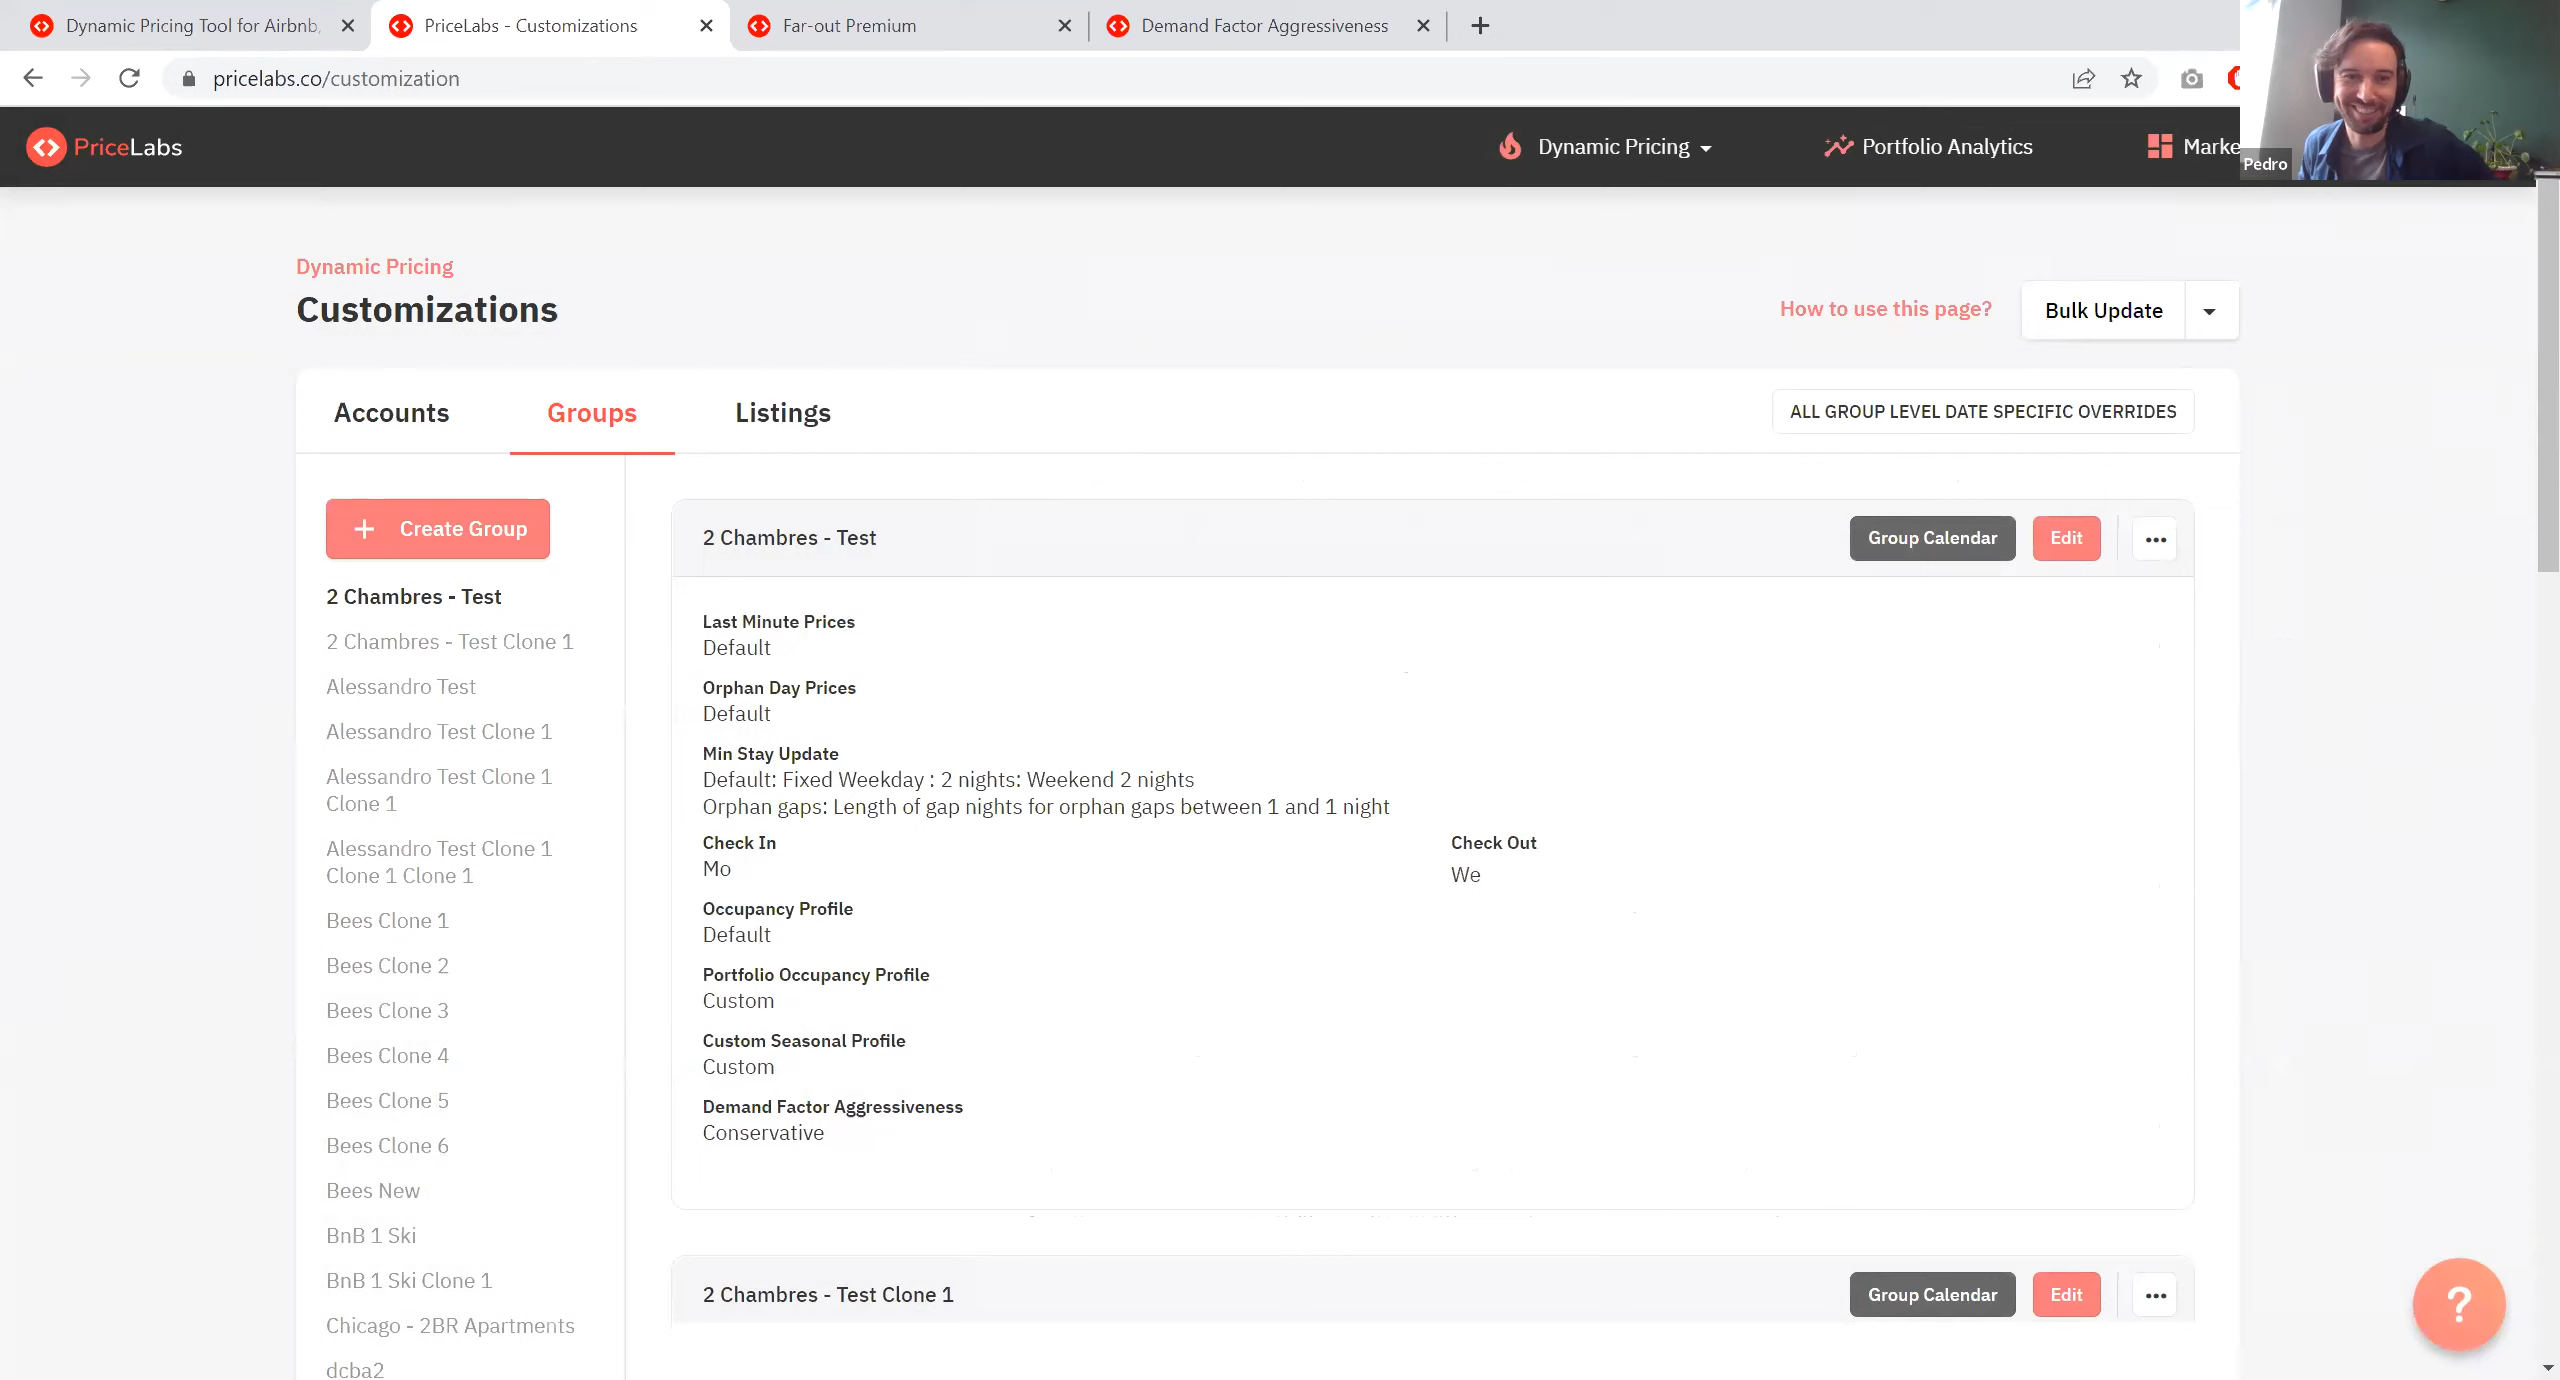 Dynamic Pricing Tool for Airbnb,
PriceLabs - Customizations
Far-out Premium
Demand Factor Aggressiveness
pricelabs.co/customization
PriceLabs
Dynamic Pricing
Portfolio Analytics
Marke
Pedro
Dynamic Pricing
Customizations
How to use this page?
Bulk Update
Accounts
Groups
Listings
ALL GROUP LEVEL DATE SPECIFIC OVERRIDES
+ Create Group
2 Chambres - Test
2 Chambres - Test Clone 1
Alessandro Test
Alessandro Test Clone 1
Alessandro Test Clone 1
Clone 1
Alessandro Test Clone 1
Clone 1 Clone 1
Bees Clone 1
Bees Clone 2
Bees Clone 3
Bees Clone 4
Bees Clone 5
Bees Clone 6
Bees New
BnB 1 Ski
BnB 1 Ski Clone 1
Chicago - 2BR Apartments
dcba2
2 Chambres - Test
Group Calendar
Edit
Last Minute Prices
Default
Orphan Day Prices
Default
Min Stay Update
Default: Fixed Weekday : 2 nights: Weekend 2 nights
Orphan gaps: Length of gap nights for orphan gaps between 1 and 1 night
Check In
Mo
Check Out
We
Occupancy Profile
Default
Portfolio Occupancy Profile
Custom
Custom Seasonal Profile
Custom
Demand Factor Aggressiveness
Conservative
2 Chambres - Test Clone 1
Group Calendar
Edit
?